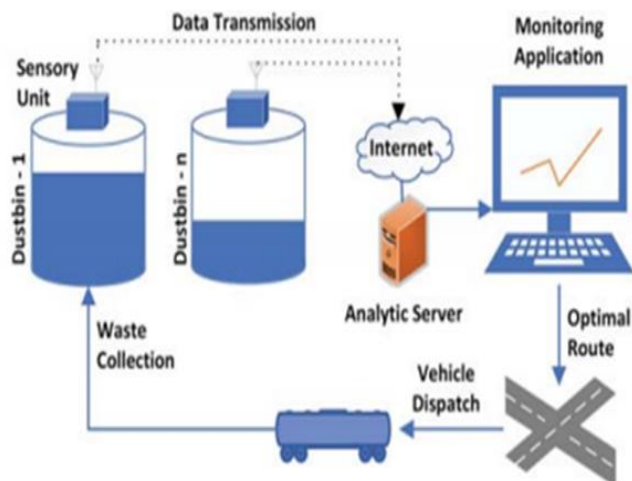 Data Transmission
Monitoring
Application
Sensory
Unit
Internet
Dustbin - 1
Dustbin - n
Analytic Server
Optimal
Route
Waste
Collection
Vehicle
Dispatch